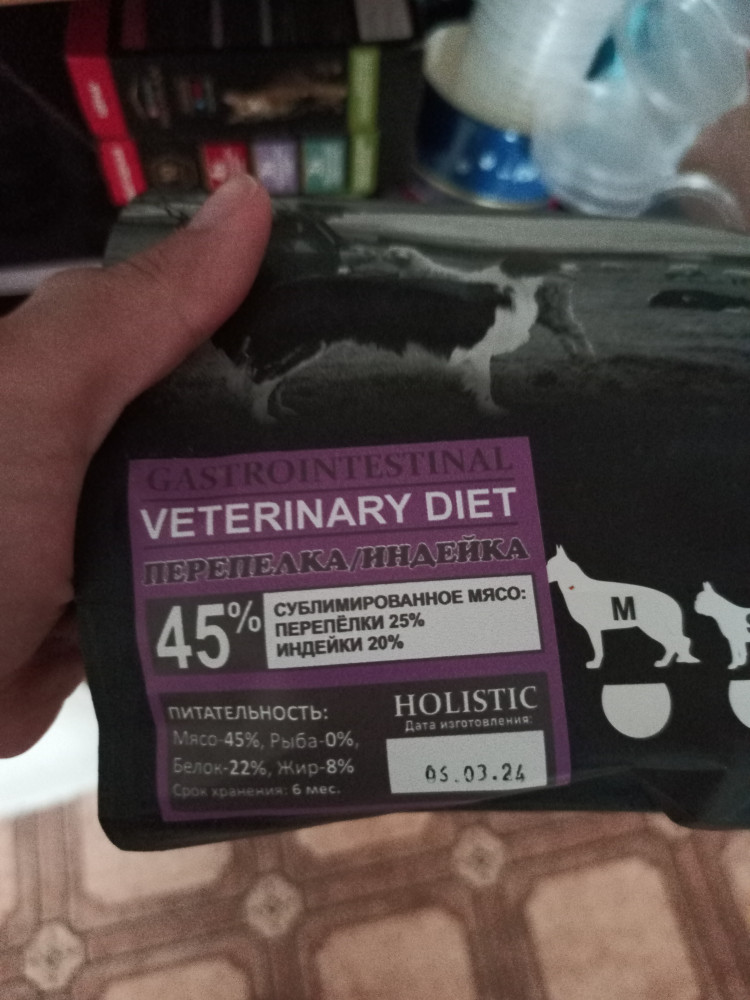 GASTROINTESTINAL
VETERINARY DIET
ПЕРЕПЕЛКА/ИНДЕЙКА
45%
СУБЛИМИРОВАННОЕ МЯСО:
ПЕРЕПЁЛКИ 25%
ИНДЕЙКИ 20%
M
ПИТАТЕЛЬНОСТЬ:
Мясо-45%, Рыба-0%,
Белок-22%, Жир-8%
Срок хранения: 6 мес.
HOLISTIC
Дата изготовления:
05.03.24